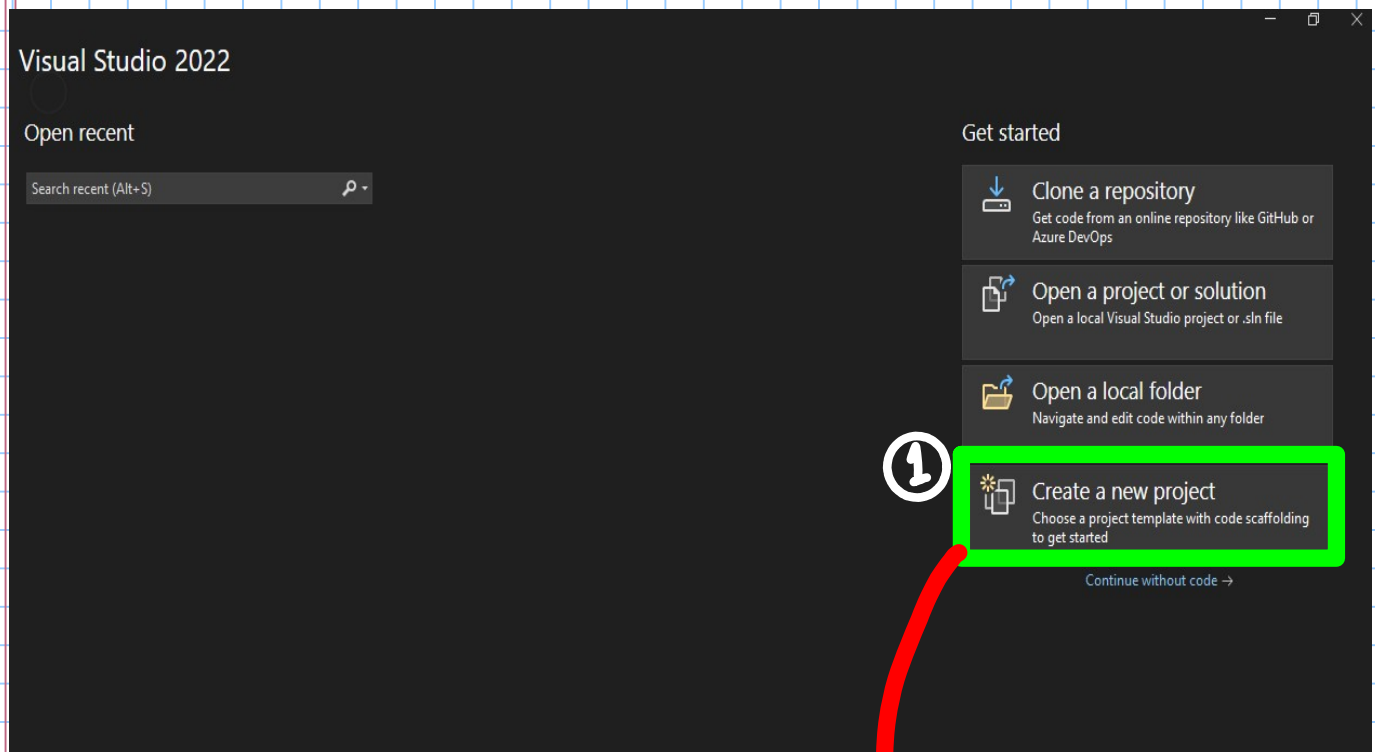 Visual Studio 2022
Open recent
Search recent (Alt+S)
Get started
Clone a repository
Get code from an online repository like GitHub or
Azure DevOps
Open a project or solution
Open a local Visual Studio project or .sln file
Open a local folder
Navigate and edit code within any folder
1
Create a new project
Choose a project template with code scaffolding
to get started
Continue without code →